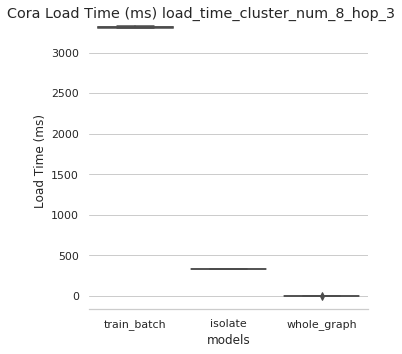 Cora Load Time (ms) load_time_cluster_num_8_hop_3
3000
2500
2000
1500
1000
500
0
Load Time (ms)
train_batch isolate whole_graph
models